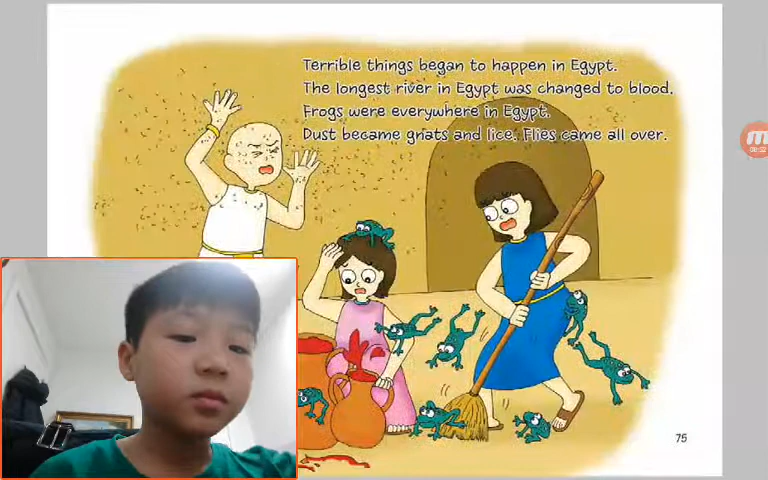 Terrible things began to happen in Egypt.
The longest river in Egypt was changed to blood.
Frogs were everywhere in Egypt.
Dust became gnats and lice. Flies came all over.
75